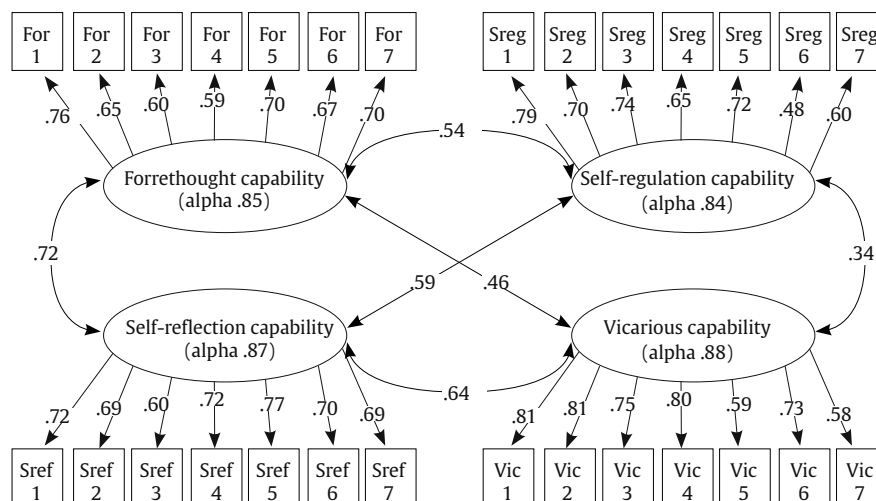 For 1 For 2 For 3 For 4 For 5 For 6 For 7 Sreg 1 Sreg 2 Sreg 3 Sreg 4 Sreg 5 Sreg 6 Sreg 7
.76 .65 .60 .59 .70 .67 .70 .79 .70 .74 .65 .72 .48 .60
.54
Forrethought capability
(alpha .85)
Self-regulation capability
(alpha .84)
.72 .59 .46 .34
Self-reflection capability
(alpha .87)
Vicarious capability
(alpha .88)
.64
.72 .69 .60 .72 .77 .70 .69 .81 .81 .75 .80 .59 .73 .58
Sref 1 Sref 2 Sref 3 Sref 4 Sref 5 Sref 6 Sref 7 Vic 1 Vic 2 Vic 3 Vic 4 Vic 5 Vic 6 Vic 7